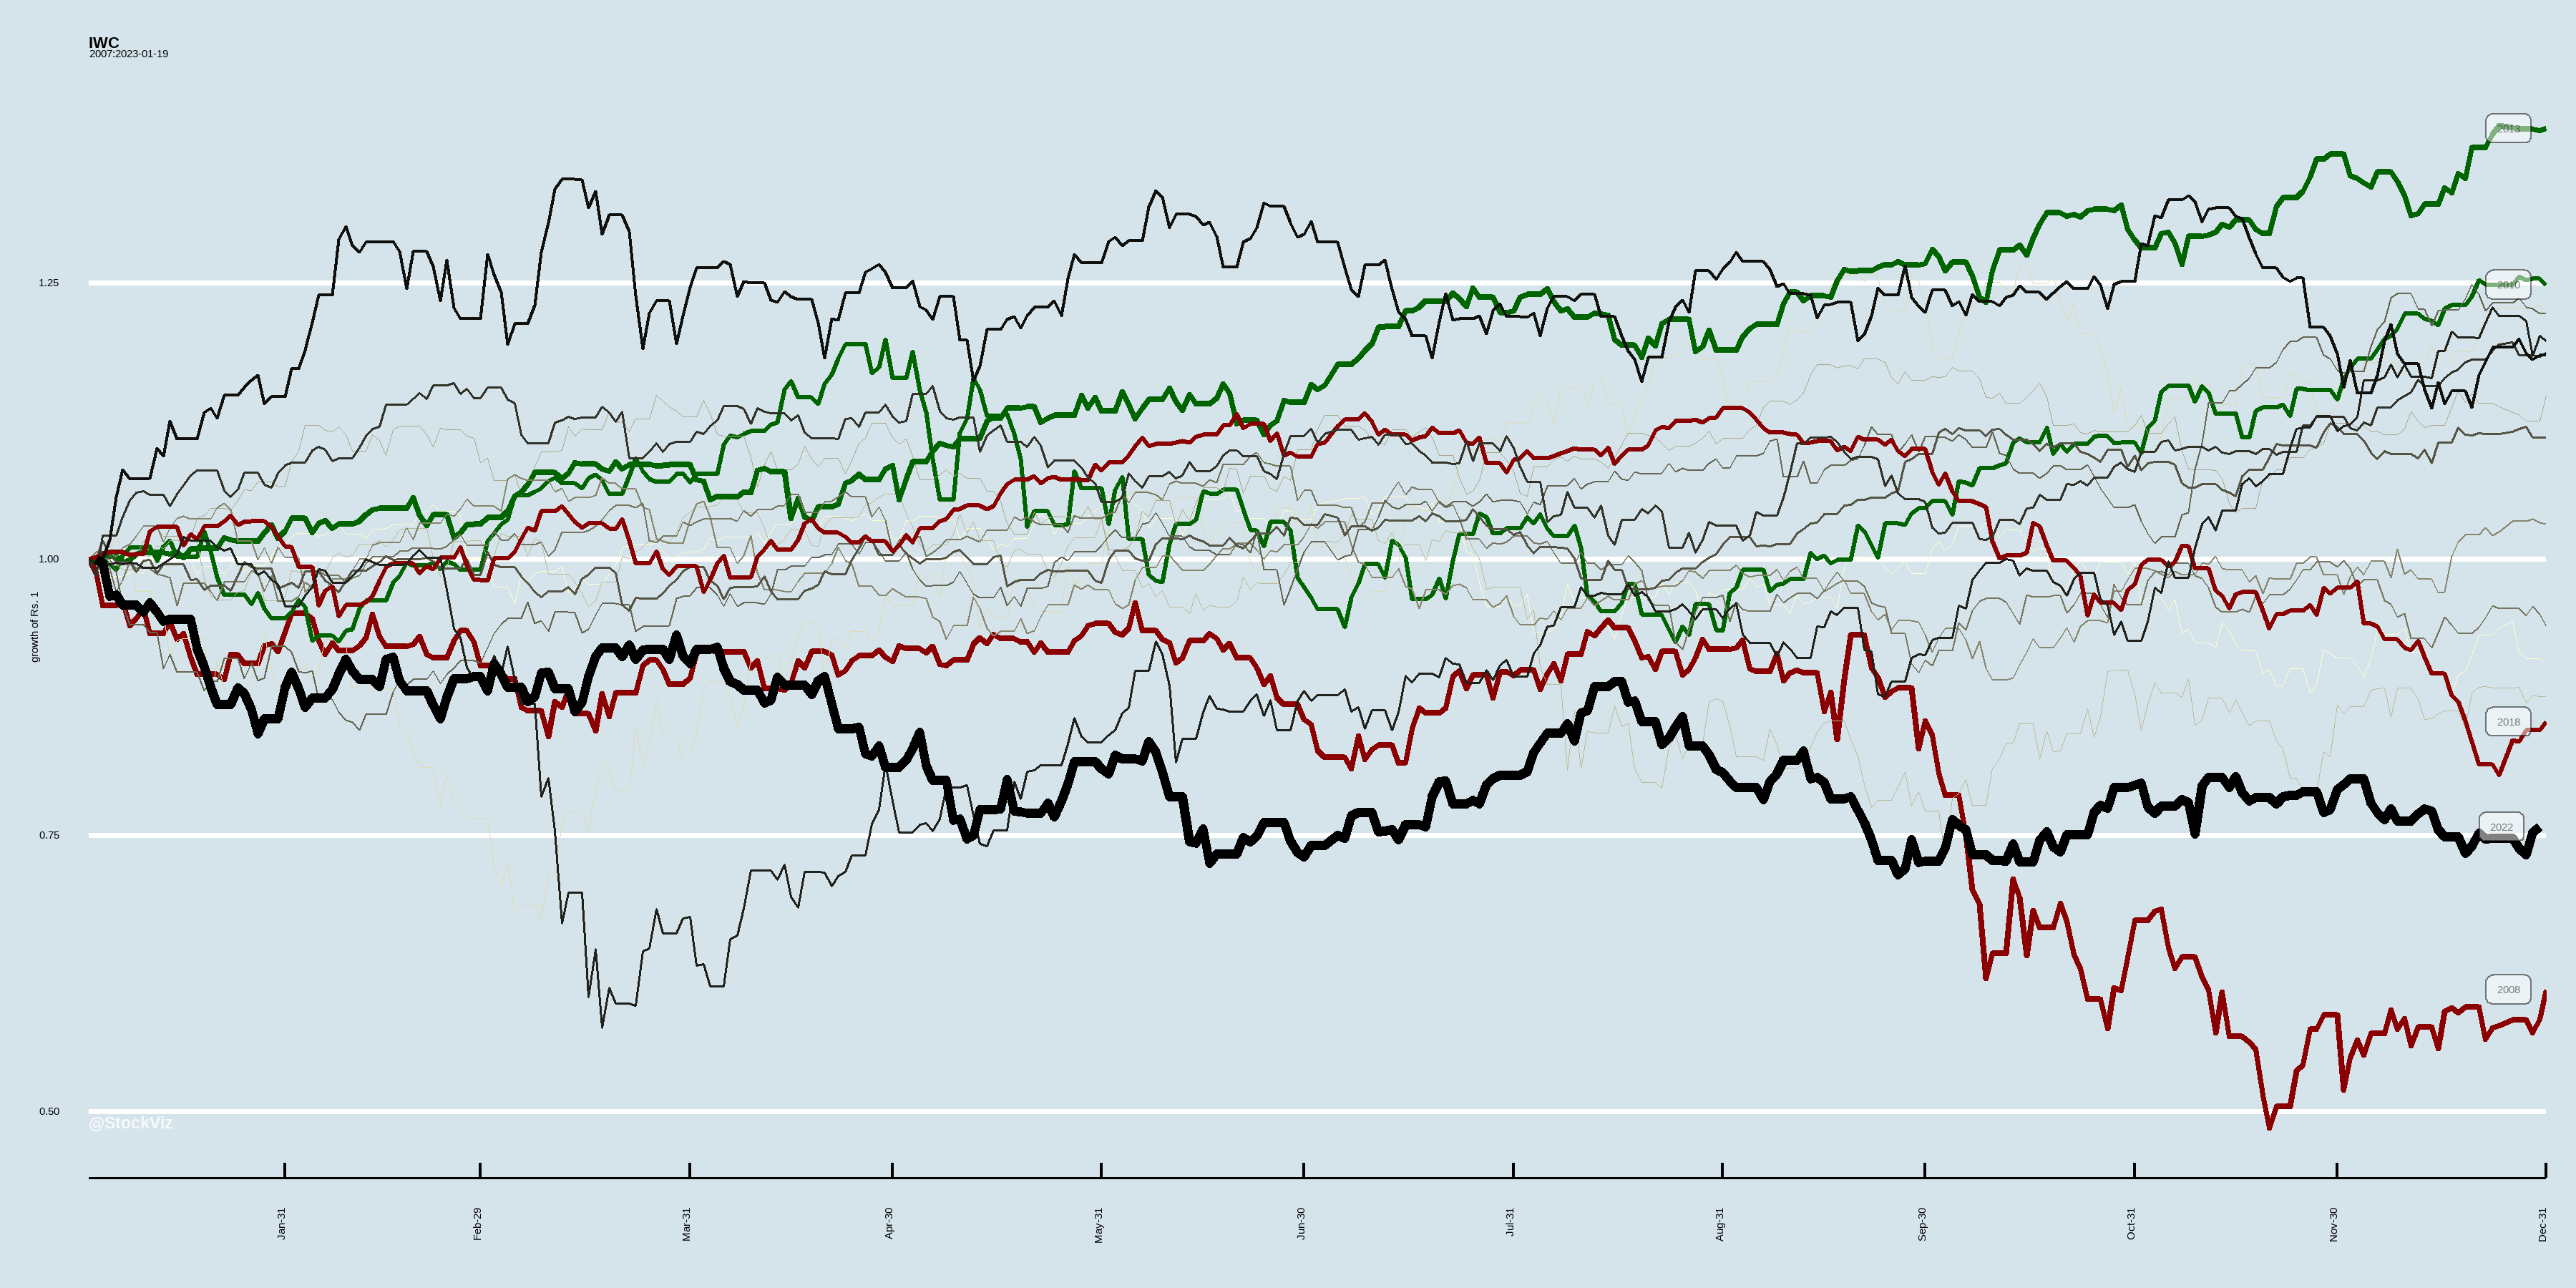 IWC
2007:2023-01-19
2013
1.25
2010
1.00
growth of Rs. 1
2018
0.75
2022
2008
0.50
@StockViz
Jan-31
Feb-29
Mar-31
Apr-30
May-31
Jun-30
Jul-31
Aug-31
Sep-30
Oct-31
Nov-30
Dec-31